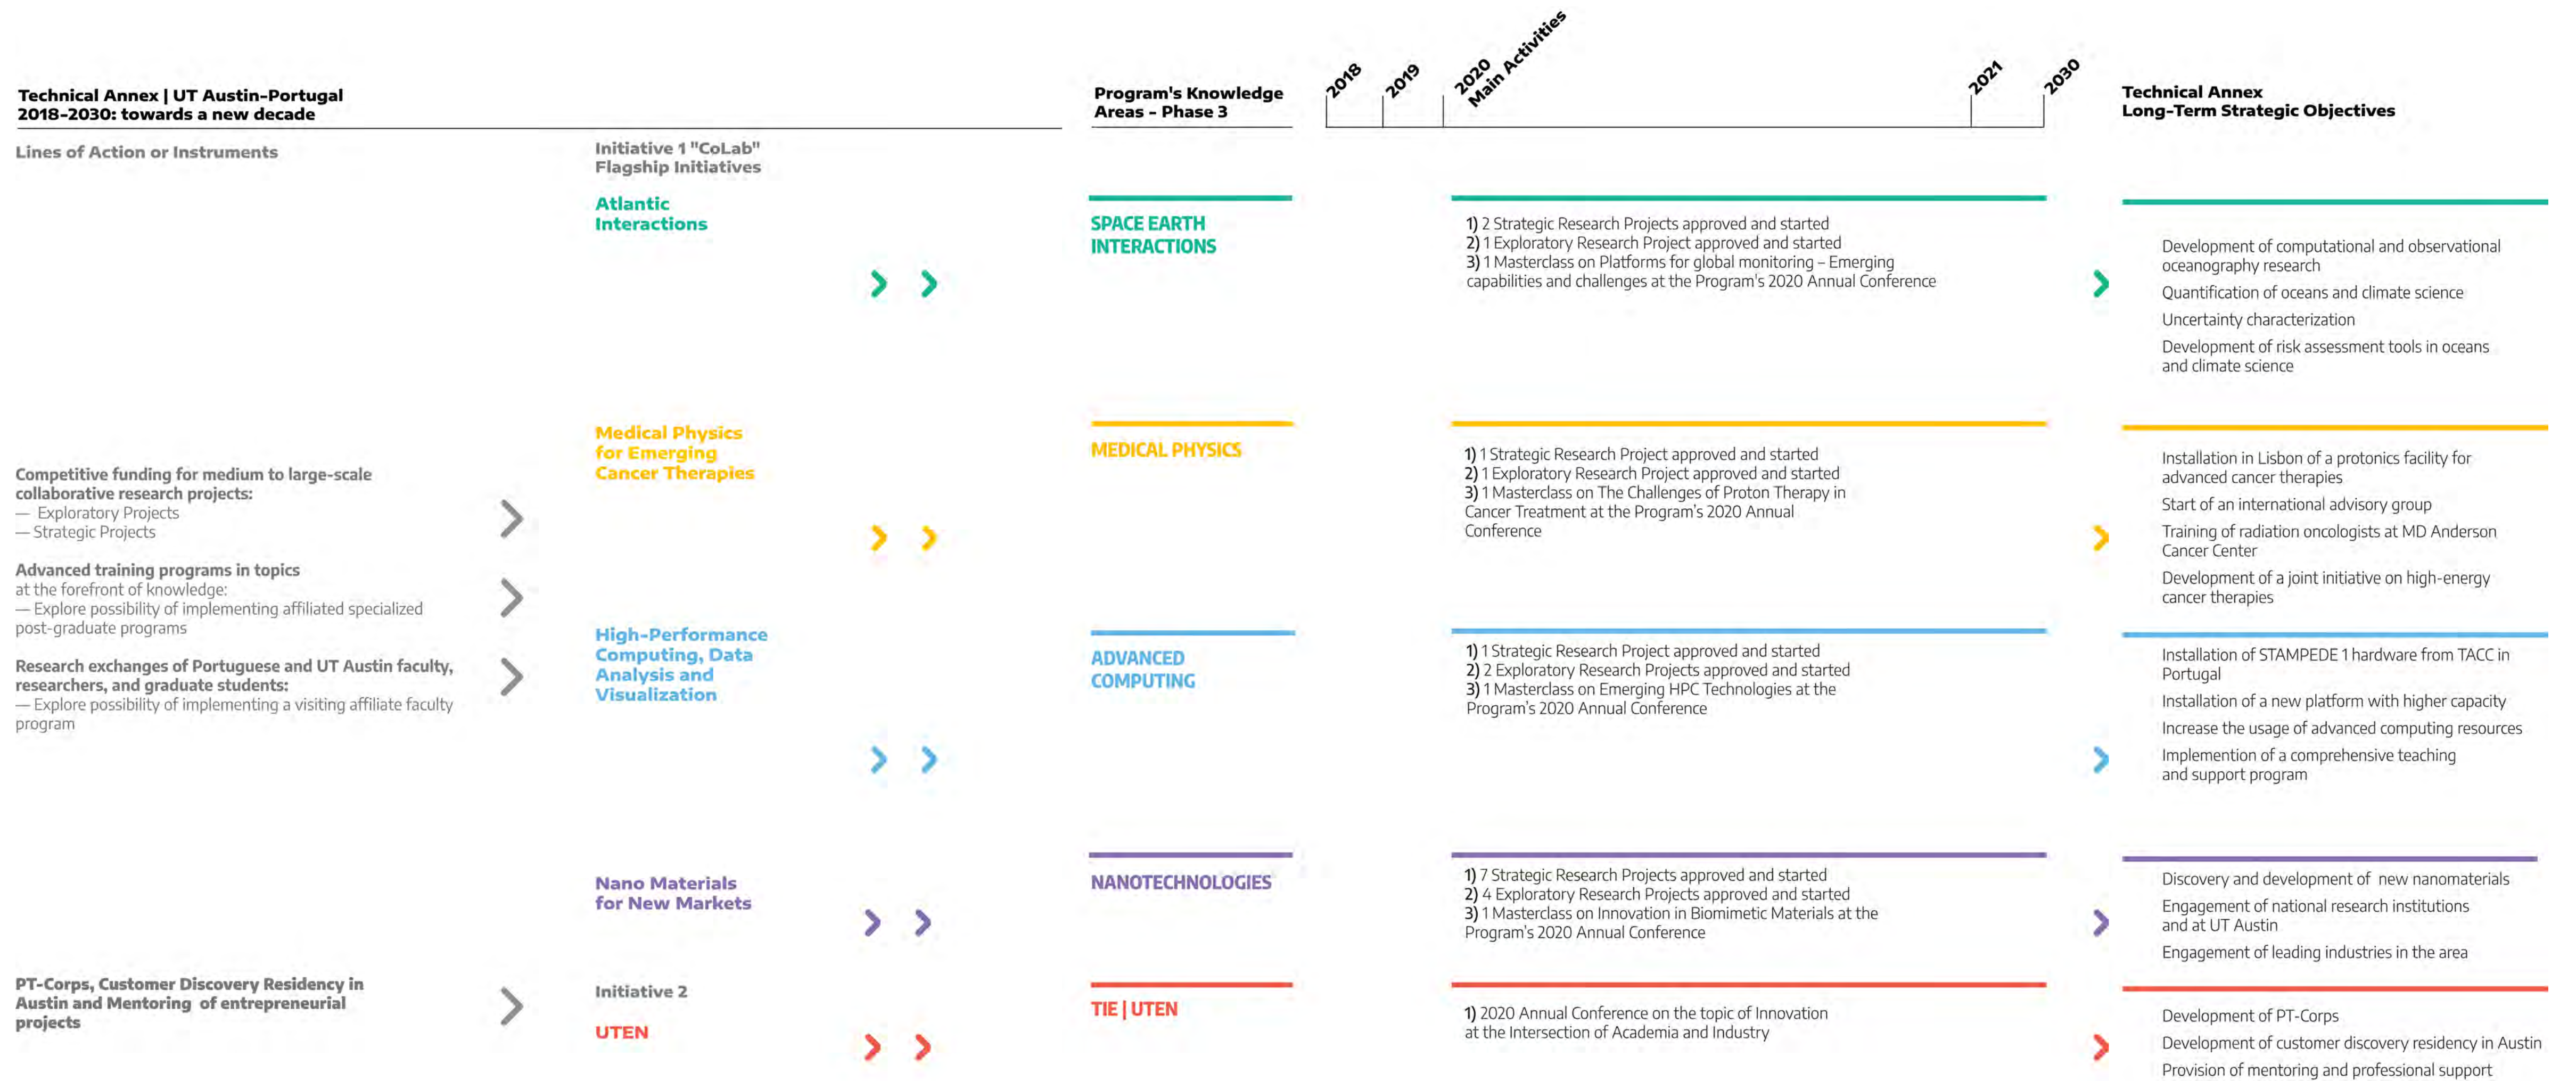 Technical Annex | UT Austin-Portugal
2018-2030: towards a new decade
Lines of Action or Instruments
Competitive funding for medium to large-scale
collaborative research projects:
— Exploratory Projects
— Strategic Projects
Advanced training programs in topics
at the forefront of knowledge:
— Explore possibility of implementing affiliated specialized
post-graduate programs
Research exchanges of Portuguese and UT Austin faculty,
researchers, and graduate students:
— Explore possibility of implementing a visiting affiliate faculty
program
PT-Corps, Customer Discovery Residency in
Austin and Mentoring of entrepreneurial
projects
Initiative 1 "CoLab"
Flagship Initiatives
Atlantic
Interactions
Medical Physics
for Emerging
Cancer Therapies
High-Performance
Computing, Data
Analysis and
Visualization
Nano Materials
for New Markets
Initiative 2
UTEN
Program's Knowledge
Areas - Phase 3
SPACE EARTH
INTERACTIONS
MEDICAL PHYSICS
ADVANCED
COMPUTING
NANOTECHNOLOGIES
TIE | UTEN
2018
2019
2020
Main Activities
2021
2030
1) 2 Strategic Research Projects approved and started
2) 1 Exploratory Research Project approved and started
3) 1 Masterclass on Platforms for global monitoring – Emerging
capabilities and challenges at the Program's 2020 Annual Conference
1) 1 Strategic Research Project approved and started
2) 1 Exploratory Research Project approved and started
3) 1 Masterclass on The Challenges of Proton Therapy in
Cancer Treatment at the Program's 2020 Annual
Conference
1) 1 Strategic Research Project approved and started
2) 2 Exploratory Research Projects approved and started
3) 1 Masterclass on Emerging HPC Technologies at the
Program's 2020 Annual Conference
1) 7 Strategic Research Projects approved and started
2) 4 Exploratory Research Projects approved and started
3) 1 Masterclass on Innovation in Biomimetic Materials at the
Program's 2020 Annual Conference
1) 2020 Annual Conference on the topic of Innovation
at the Intersection of Academia and Industry
Technical Annex
Long-Term Strategic Objectives
Development of computational and observational
oceanography research
Quantification of oceans and climate science
Uncertainty characterization
Development of risk assessment tools in oceans
and climate science
Installation in Lisbon of a protonics facility for
advanced cancer therapies
Start of an international advisory group
Training of radiation oncologists at MD Anderson
Cancer Center
Development of a joint initiative on high-energy
cancer therapies
Installation of STAMPEDE 1 hardware from TACC in
Portugal
Installation of a new platform with higher capacity
Increase the usage of advanced computing resources
Implemention of a comprehensive teaching
and support program
Discovery and development of new nanomaterials
Engagement of national research institutions
and at UT Austin
Engagement of leading industries in the area
Development of PT-Corps
Development of customer discovery residency in Austin
Provision of mentoring and professional support